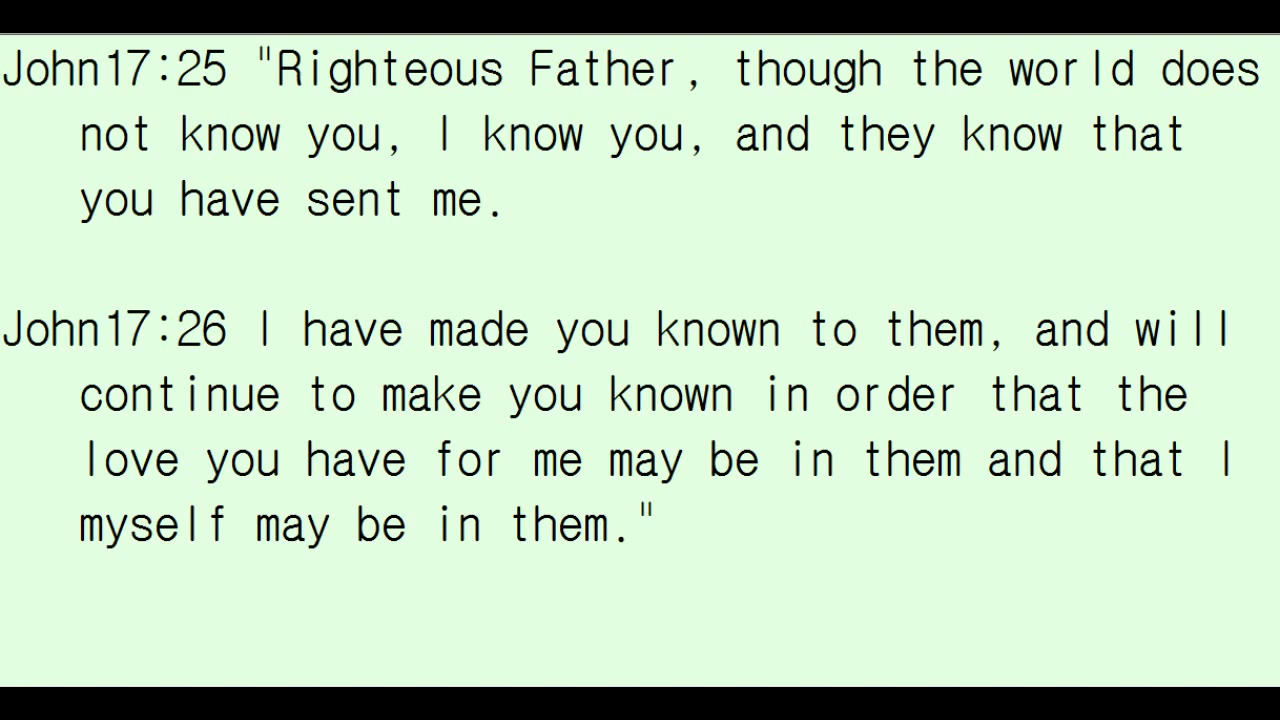 John17:25 "Righteous Father, though the world does
not know you, I know you, and they know that
you have sent me.
John17:26 I have made you known to them, and will
continue to make you known in order that the
love you have for me may be in them and that I
myself may be in them."